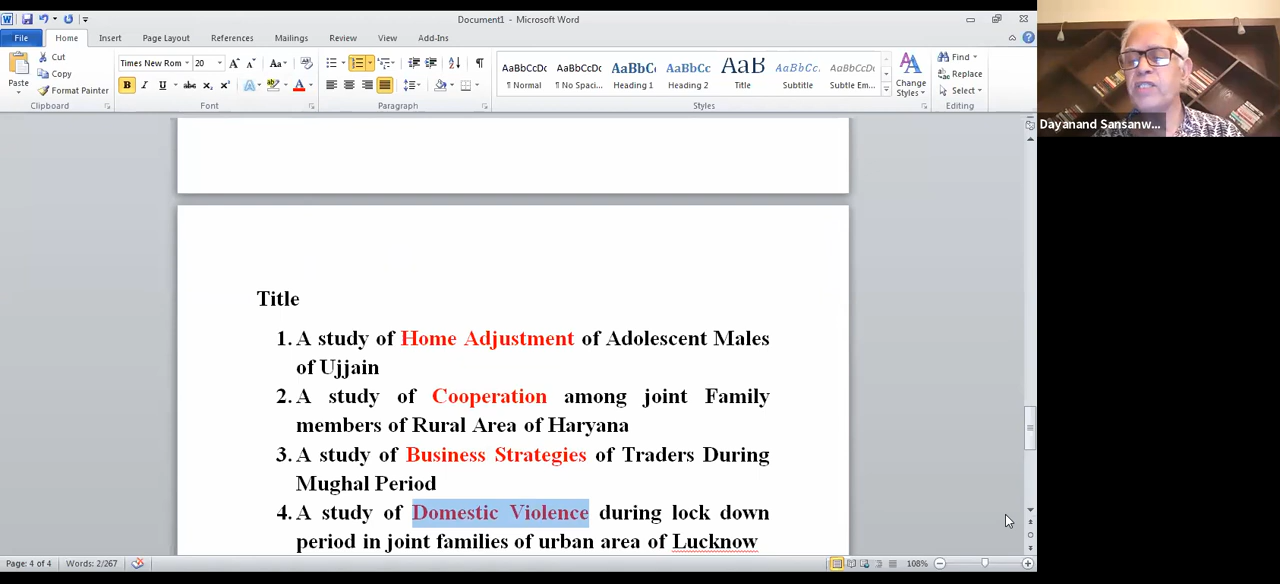 Document1 - Microsoft Word
File Home Insert Page Layout References Mailings Review View Add-Ins
Paste Cut Copy Format Painter
Times New Rom 20
AaBbCcDc AaBbCcDc AaBbCc AaBbCc AaB AaBbCc. AaBbCcDc
¶ Normal ¶ No Spaci... Heading 1 Heading 2 Title Subtitle Subtle Em...
Change Styles
Find Replace Select
Clipboard Font Paragraph Styles Editing
Dayanand Sansanw...
Title
1. A study of Home Adjustment of Adolescent Males
of Ujjain
2. A study of Cooperation among joint Family
members of Rural Area of Haryana
3. A study of Business Strategies of Traders During
Mughal Period
4. A study of Domestic Violence during lock down
period in joint families of urban area of Lucknow
Page: 4 of 4 Words: 2/267 108%